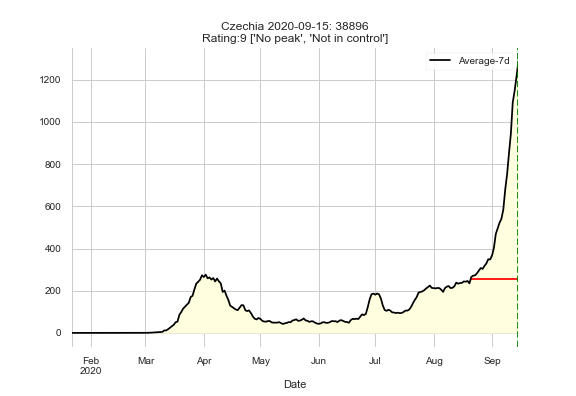 Czechia 2020-09-15: 38896
Rating:9 ['No peak', 'Not in control']
Average-7d
1200
1000
800
600
400
200
0
Feb Mar Apr May Jun Jul Aug Sep
2020
Date